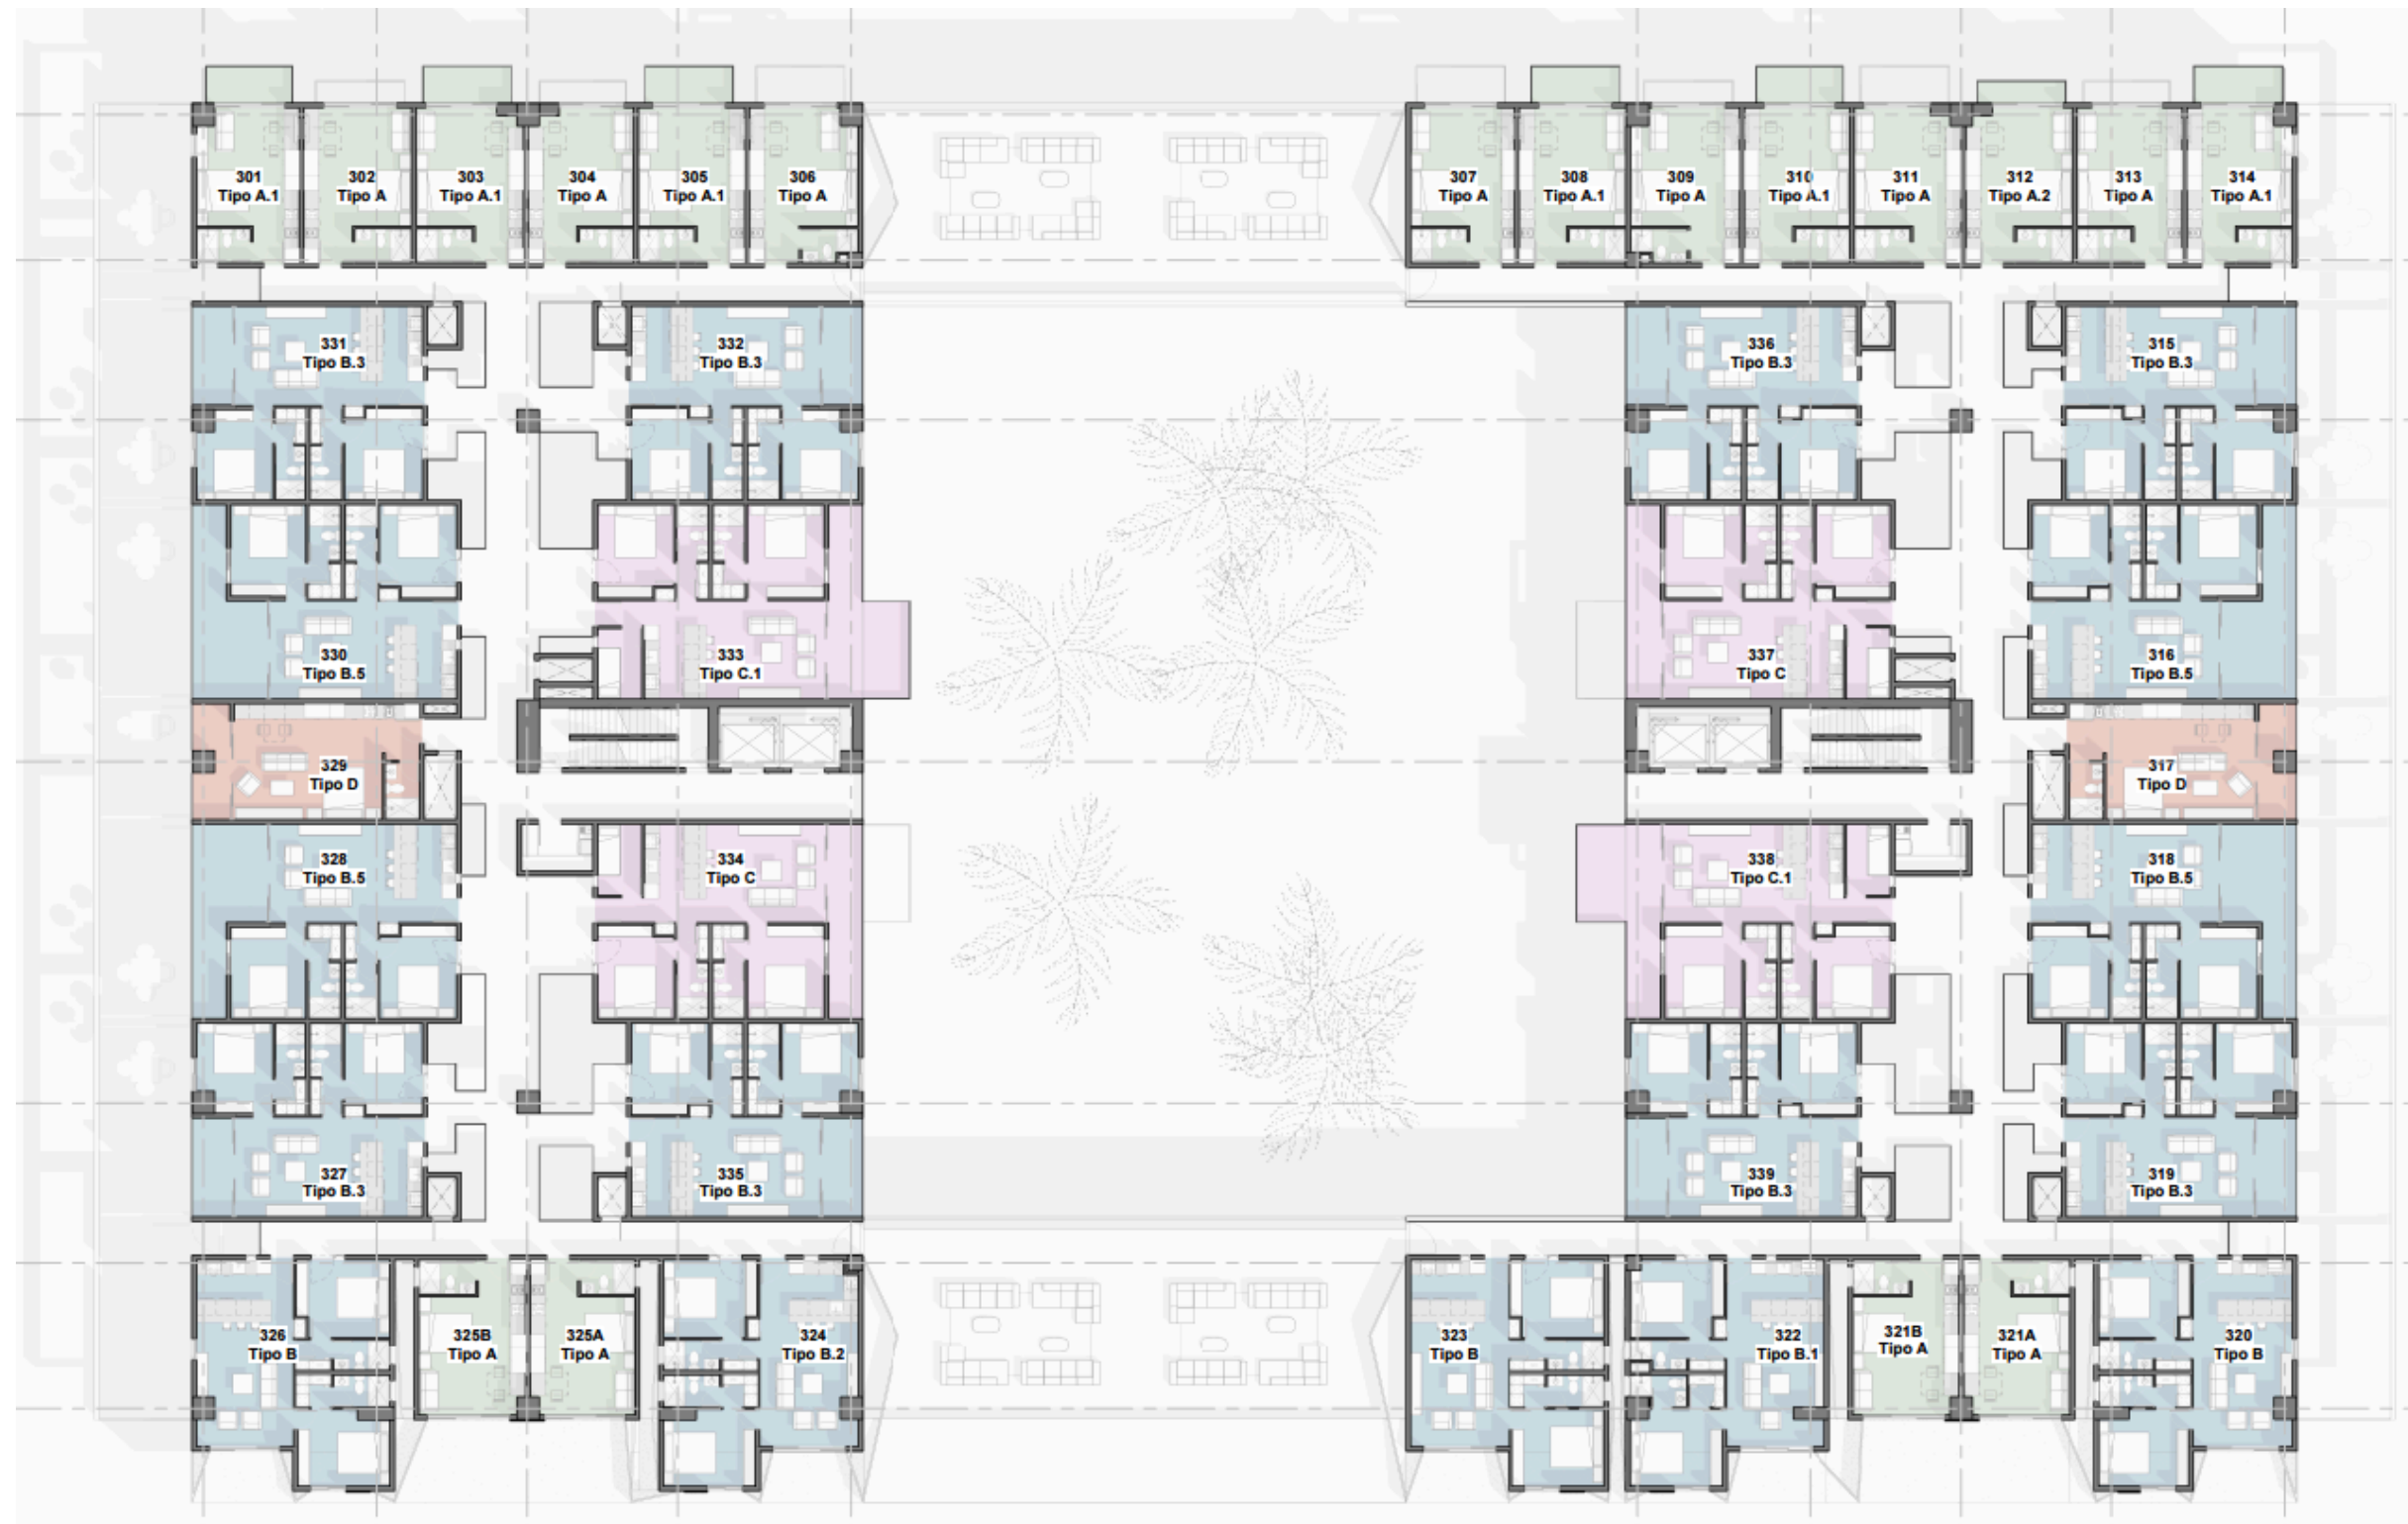 301
Tipo A.1
302
Tipo A
303
Tipo A.1
304
Tipo A
305
Tipo A.1
306
Tipo A
307
Tipo A
308
Tipo A.1
309
Tipo A
310
Tipo A.1
311
Tipo A
312
Tipo A.2
313
Tipo A
314
Tipo A.1
331
Tipo B.3
332
Tipo B.3
336
Tipo B.3
315
Tipo B.3
330
Tipo B.5
333
Tipo C.1
337
Tipo C
316
Tipo B.5
329
Tipo D
317
Tipo D
328
Tipo B.5
334
Tipo C
338
Tipo C.1
318
Tipo B.5
327
Tipo B.3
335
Tipo B.3
339
Tipo B.3
319
Tipo B.3
326
Tipo B
325B
Tipo A
325A
Tipo A
324
Tipo B.2
323
Tipo B
322
Tipo B.1
321B
Tipo A
321A
Tipo A
320
Tipo B